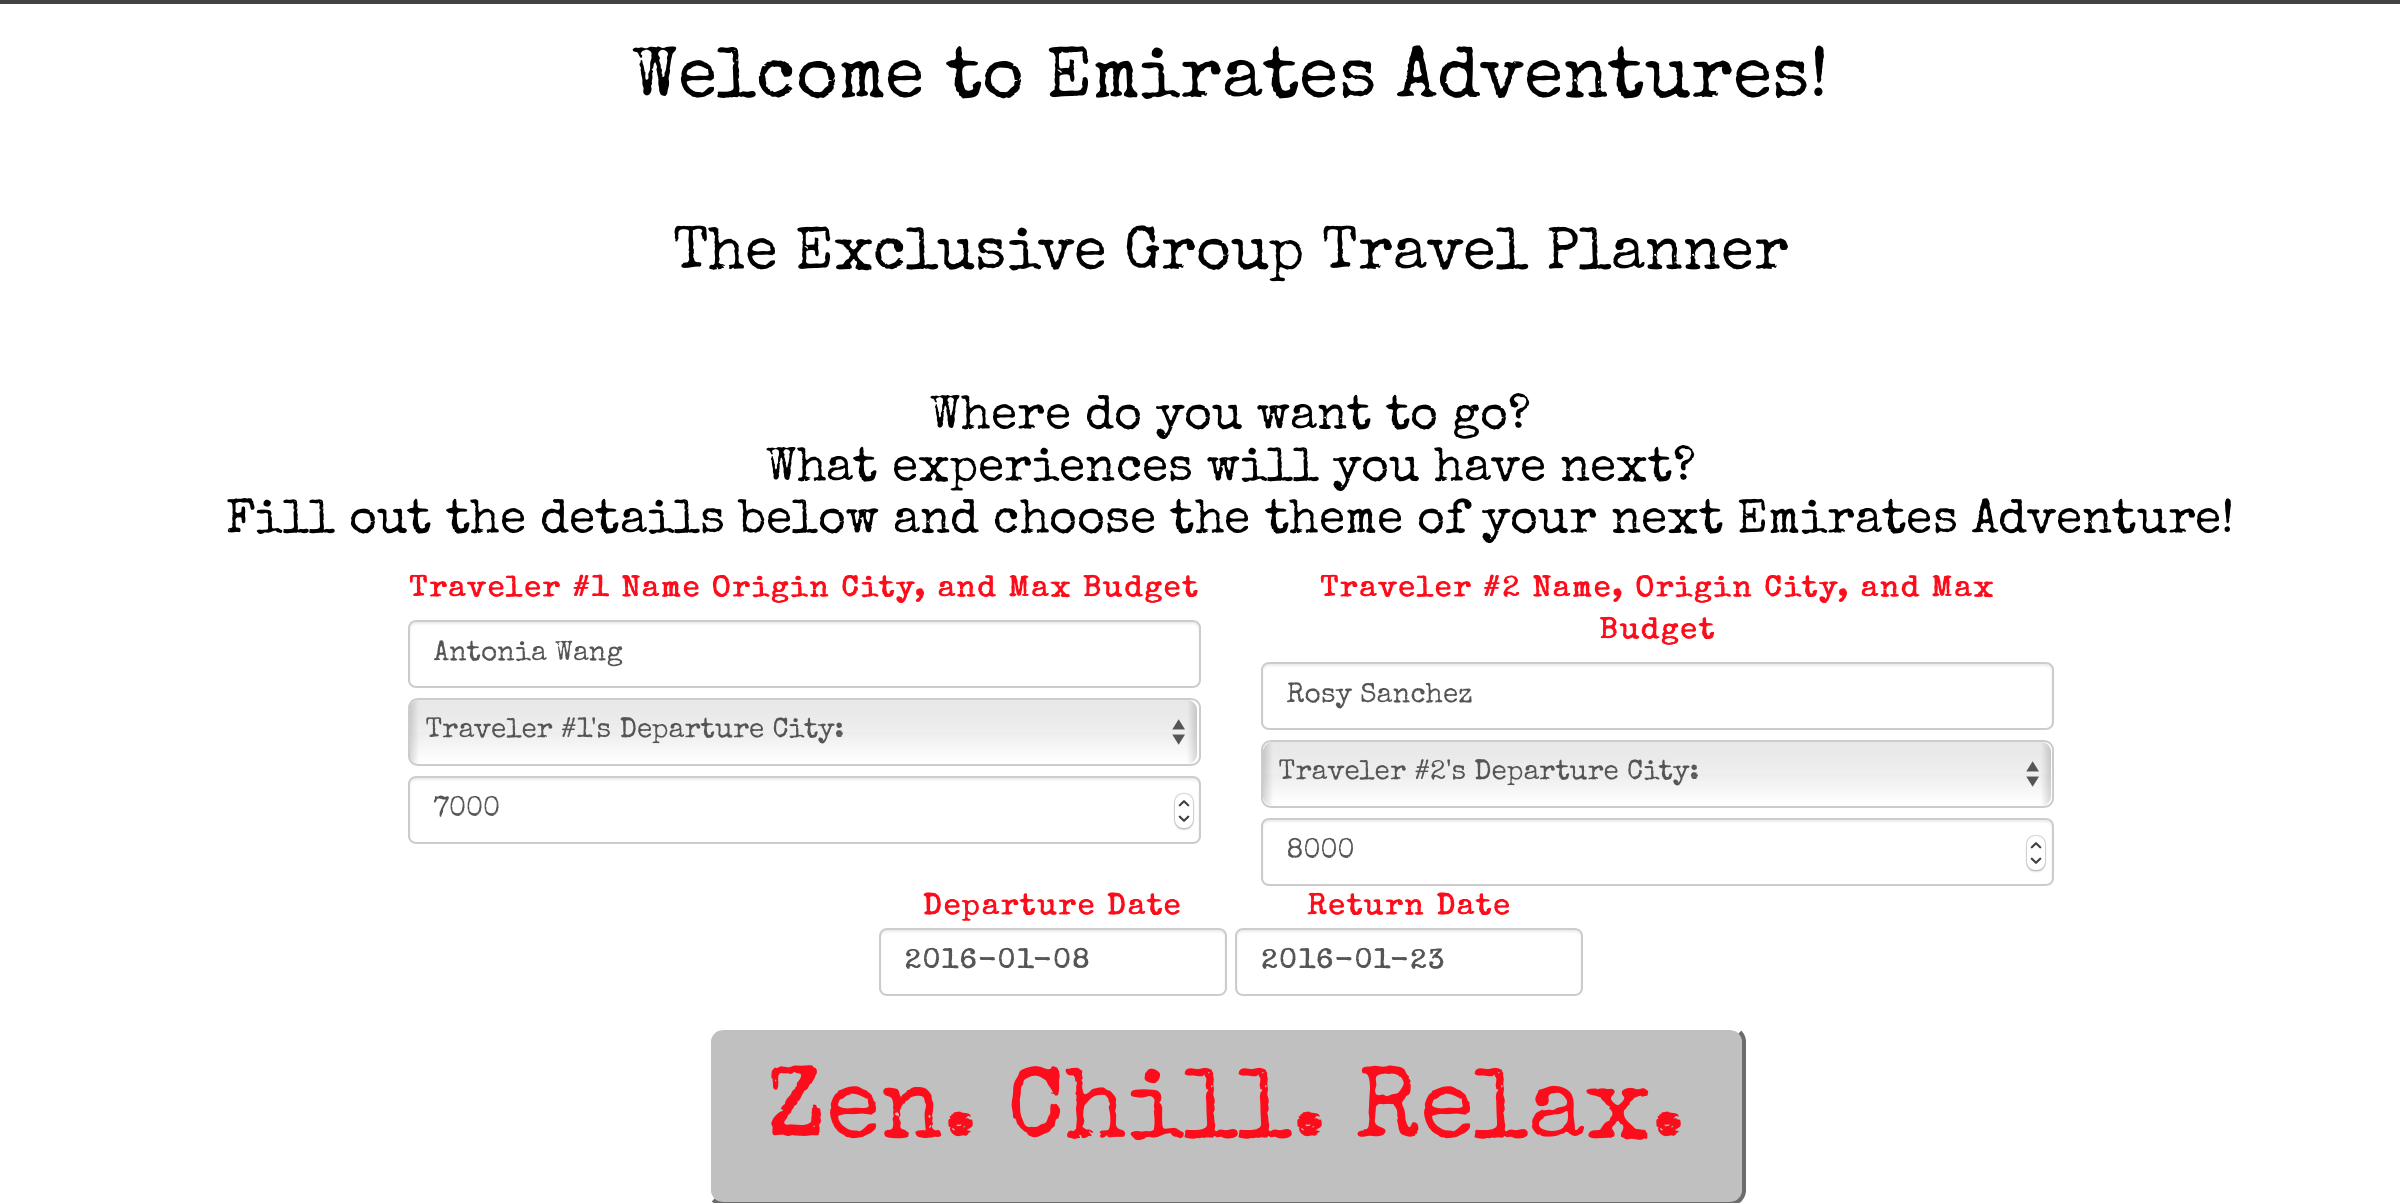 Welcome to Emirates Adventures!
The Exclusive Group Travel Planner
Where do you want to go?
What experiences will you have next?
Fill out the details below and choose the theme of your next Emirates Adventure!
Traveler #1 Name Origin City, and Max Budget
Antonia Wang
Traveler #1's Departure City:
7000
Traveler #2 Name, Origin City, and Max
Budget
Rosy Sanchez
Traveler #2's Departure City:
8000
Departure Date
2016-01-08
Return Date
2016-01-23
Zen. Chill. Relax.